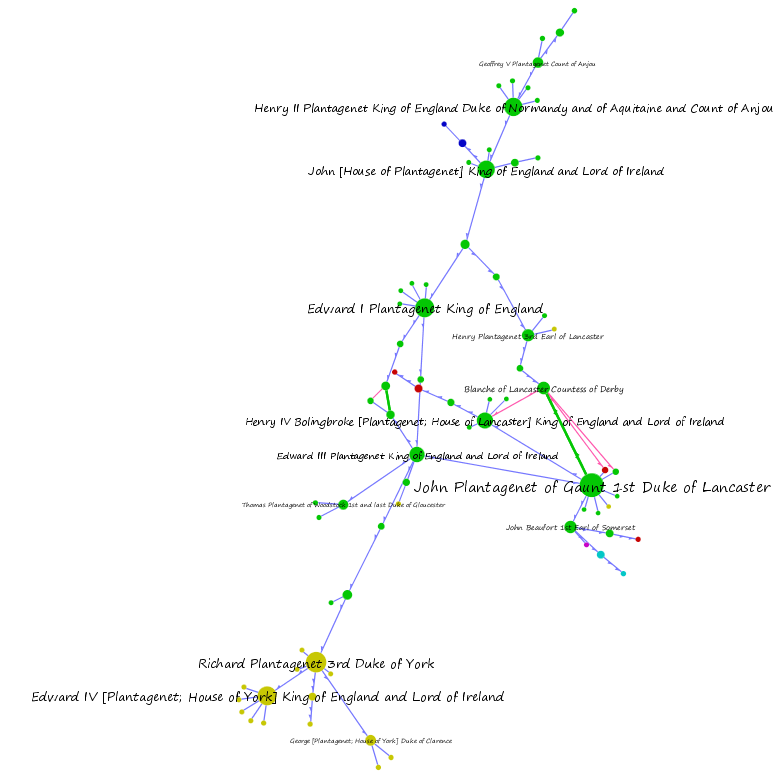 Geoffrey V Plantagenet Count of Anjou
Henry II Plantagenet King of England Duke of Normandy and of Aquitaine and Count of Anjou
John [House of Plantagenet] King of England and Lord of Ireland
Edward I Plantagenet King of England
Henry Plantagenet 3rd Earl of Lancaster
Blanche of Lancaster Countess of Derby
Henry IV Bolingbroke [Plantagenet; House of Lancaster] King of England and Lord of Ireland
Edward III Plantagenet King of England and Lord of Ireland
John Plantagenet of Gaunt 1st Duke of Lancaster
Thomas Plantagenet of Woodstock 1st and last Duke of Gloucester
John Beaufort 1st Earl of Somerset
Richard Plantagenet 3rd Duke of York
Edward IV [Plantagenet; House of York] King of England and Lord of Ireland
George [Plantagenet; House of York] Duke of Clarence